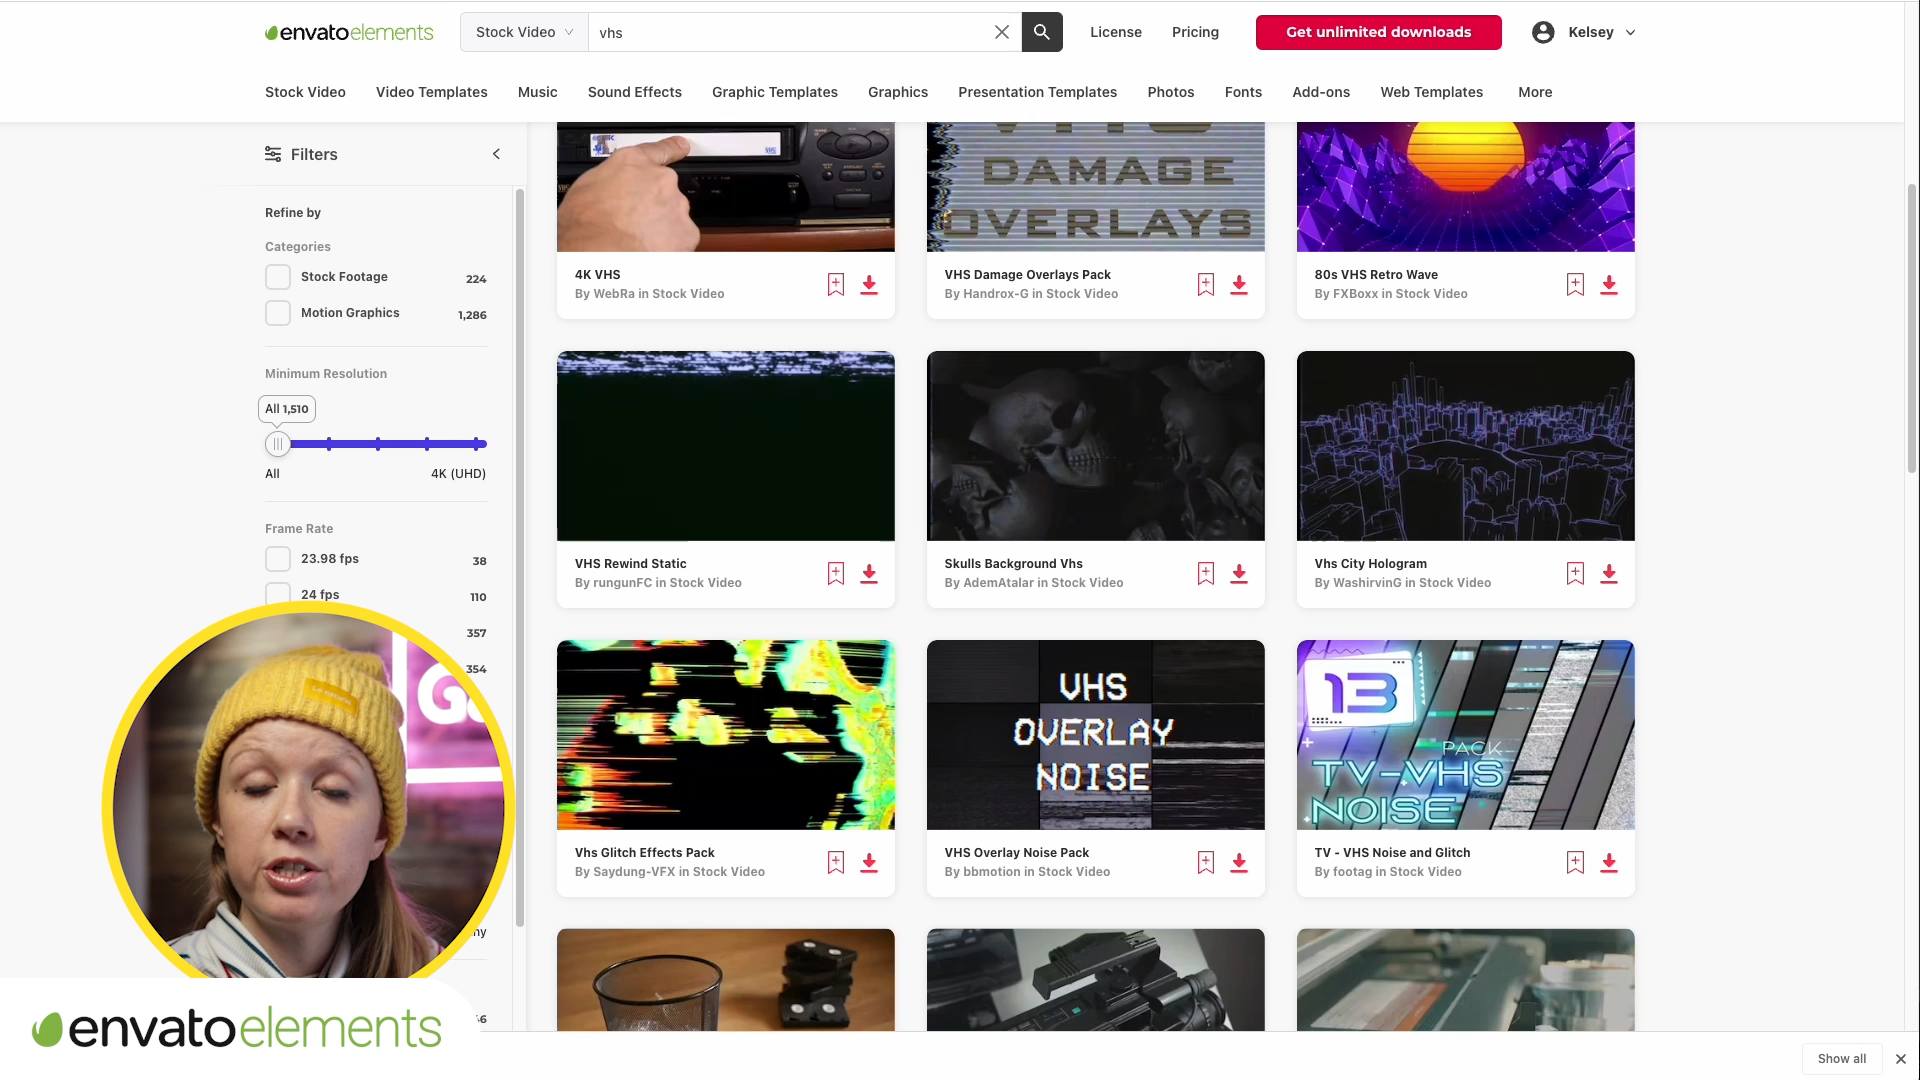 envatoelements
Stock Video
vhs
License
Pricing
Get unlimited downloads
Kelsey
Stock Video
Video Templates
Music
Sound Effects
Graphic Templates
Graphics
Presentation Templates
Photos
Fonts
Add-ons
Web Templates
More
Filters
Refine by
Categories
Stock Footage 224
Motion Graphics 1,286
Minimum Resolution
All 1,510
All 4K (UHD)
Frame Rate
23.98 fps 38
24 fps 110
357
354
VHS
DAMAGE
OVERLAYS
4K VHS
By WebRa in Stock Video
VHS Damage Overlays Pack
By Handrox-G in Stock Video
80s VHS Retro Wave
By FXBoxx in Stock Video
VHS Rewind Static
By rungunFC in Stock Video
Skulls Background Vhs
By AdemAtalar in Stock Video
Vhs City Hologram
By WashirvinG in Stock Video
VHS
OVERLAY
NOISE
13
PACK
TV-VHS
NOISE
Vhs Glitch Effects Pack
By Saydung-VFX in Stock Video
VHS Overlay Noise Pack
By bbmotion in Stock Video
TV - VHS Noise and Glitch
By footag in Stock Video
envatoelements
Show all